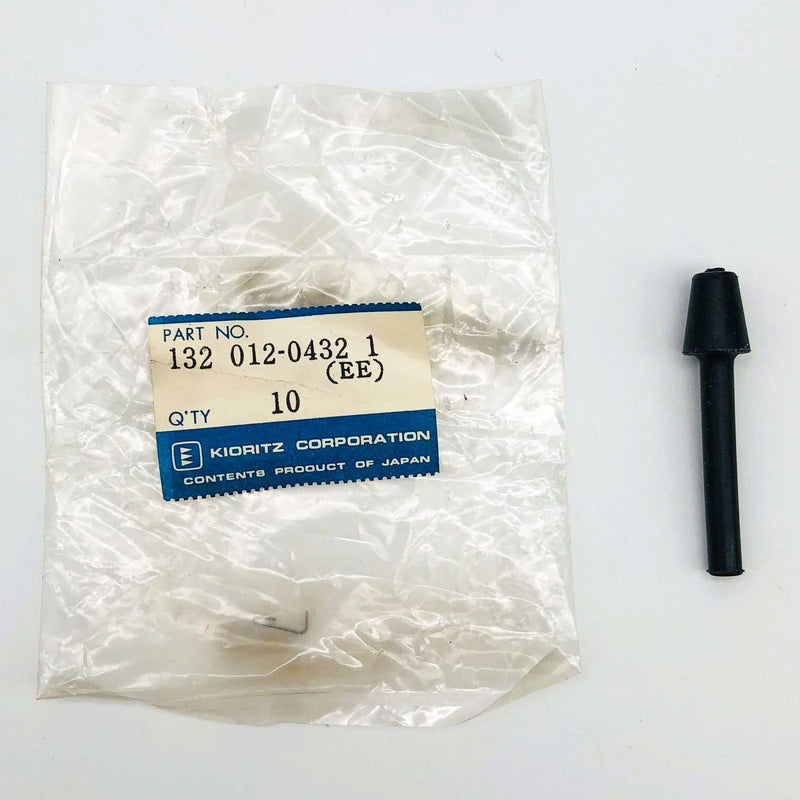 PART NO.
132 012-0432 1
(EE)
Q'TY 10
KIORITZ CORPORATION
CONTENTS PRODUCT OF JAPAN